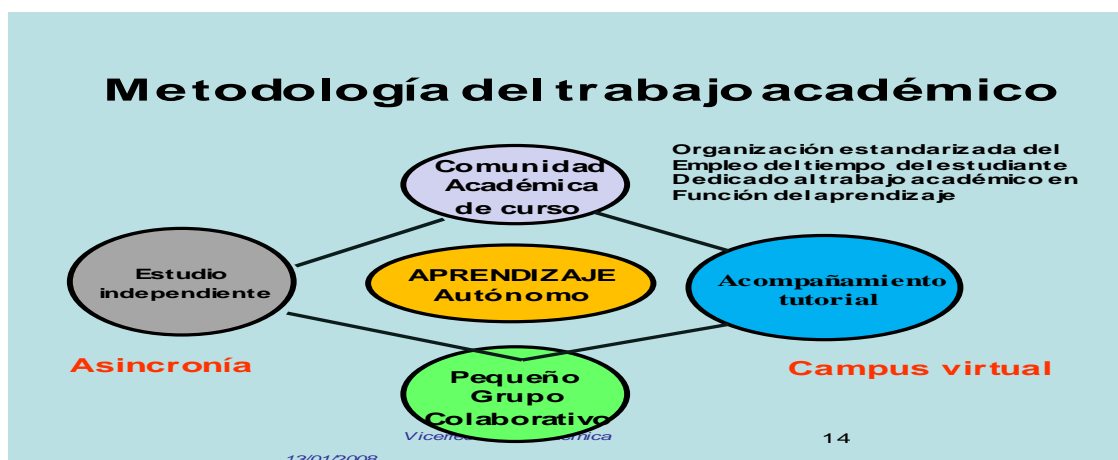 Metodología del trabajo académico
Organización estandarizada del
Empleo del tiempo del estudiante
Dedicado al trabajo académico en
Función del aprendizaje
Comunidad
Académica
de curso
Estudio
independiente
APRENDIZAJE
Autónomo
Acompañamiento
tutorial
Asincronía
Campus virtual
Pequeño
Grupo
Colaborativo
14
13/01/2008